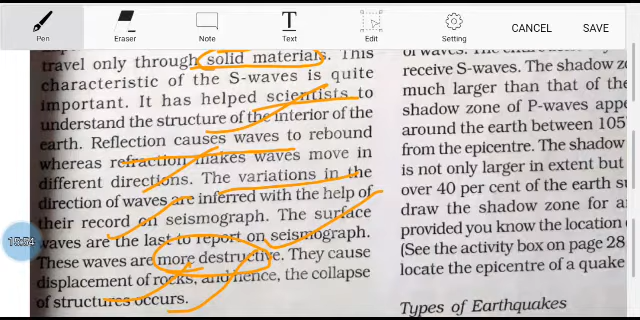 Pen
Eraser
Note
Text
Edit
Setting
CANCEL
SAVE
travel only through solid materials. This
characteristic of the S-waves is quite
important. It has helped scientists to
understand the structure of the interior of the
earth. Reflection causes waves to rebound
whereas refraction makes waves move in
different directions. The variations in the
direction of waves are inferred with the help of
their record on seismograph. The surface
waves are the last to report on seismograph.
These waves are more destructive. They cause
displacement of rocks, and hence, the collapse
of structures occurs.
15:54
of waves. The
receive S-waves. The shadow
much larger than that of the
shadow zone of P-waves
around the earth between 105
from the epicentre. The shadow
is not only larger in extent but
over 40 per cent of the earth
draw the shadow zone for
provided you know the location
(See the activity box on page 28
locate the epicentre of a quake
Types of Earthquakes